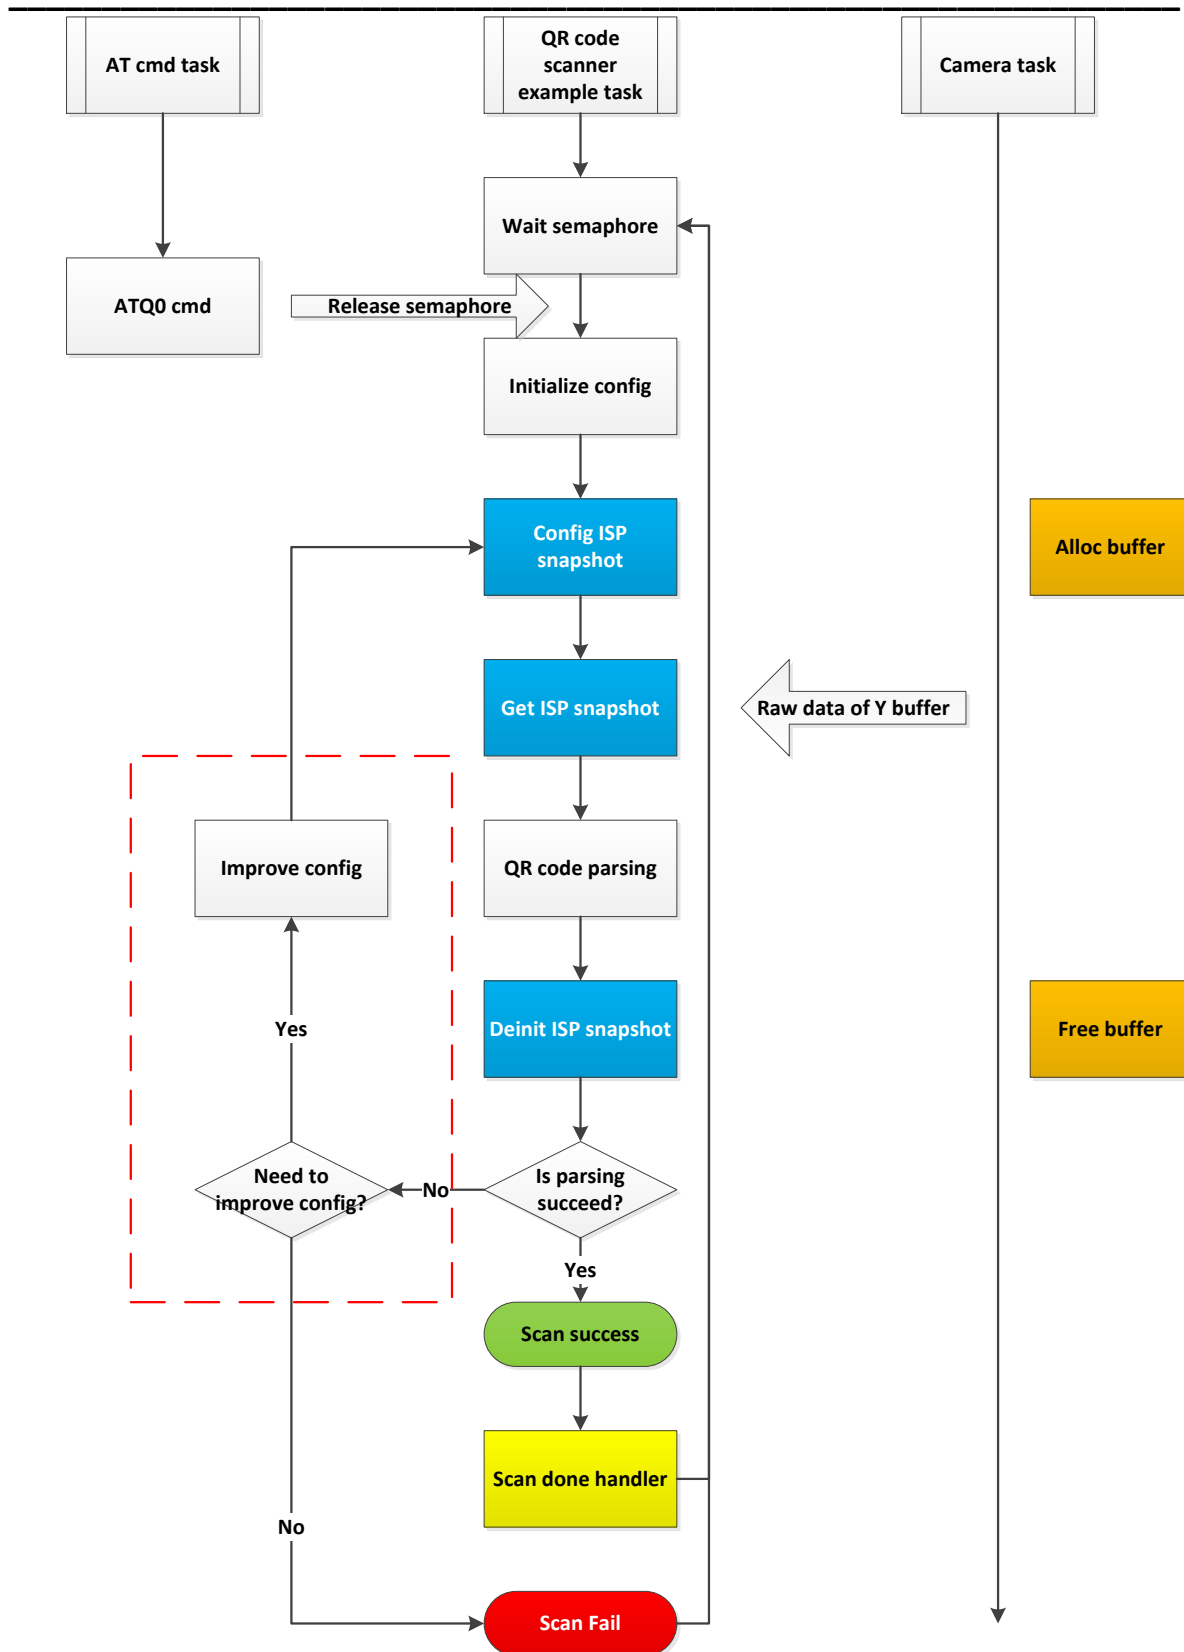 AT cmd task
QR code
scanner
example task
Camera task
Wait semaphore
ATQ0 cmd
Release semaphore
Initialize config
Config ISP
snapshot
Alloc buffer
Get ISP snapshot
Raw data of Y buffer
Improve config
QR code parsing
Yes
Deinit ISP snapshot
Free buffer
Need to
improve config?
No
Is parsing
succeed?
Yes
Scan success
Scan done handler
No
Scan Fail